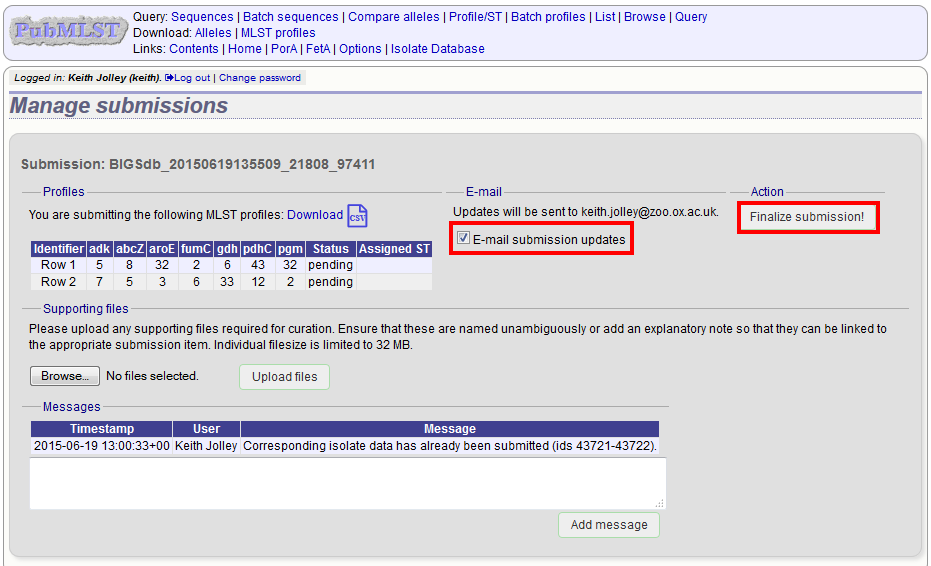 PubMLST
Query: Sequences | Batch sequences | Compare alleles | Profile/ST | Batch profiles | List | Browse | Query
Download: Alleles | MLST profiles
Links: Contents | Home | PorA | FetA | Options | Isolate Database
Logged in: Keith Jolley (keith). Log out | Change password
Manage submissions
Submission: BIGSdb_20150619135509_21808_97411
Profiles
You are submitting the following MLST profiles: Download CSV
Identifier adk abcZ aroE fumC gdh pdhC pgm Status Assigned ST
Row 1 5 8 32 2 6 43 32 pending
Row 2 7 5 3 6 33 12 2 pending
E-mail
Updates will be sent to keith.jolley@zoo.ox.ac.uk.
E-mail submission updates
Action
Finalize submission!
Supporting files
Please upload any supporting files required for curation. Ensure that these are named unambiguously or add an explanatory note so that they can be linked to
the appropriate submission item. Individual filesize is limited to 32 MB.
Browse... No files selected. Upload files
Messages
Timestamp User Message
2015-06-19 13:00:33+00 Keith Jolley Corresponding isolate data has already been submitted (ids 43721-43722).
Add message